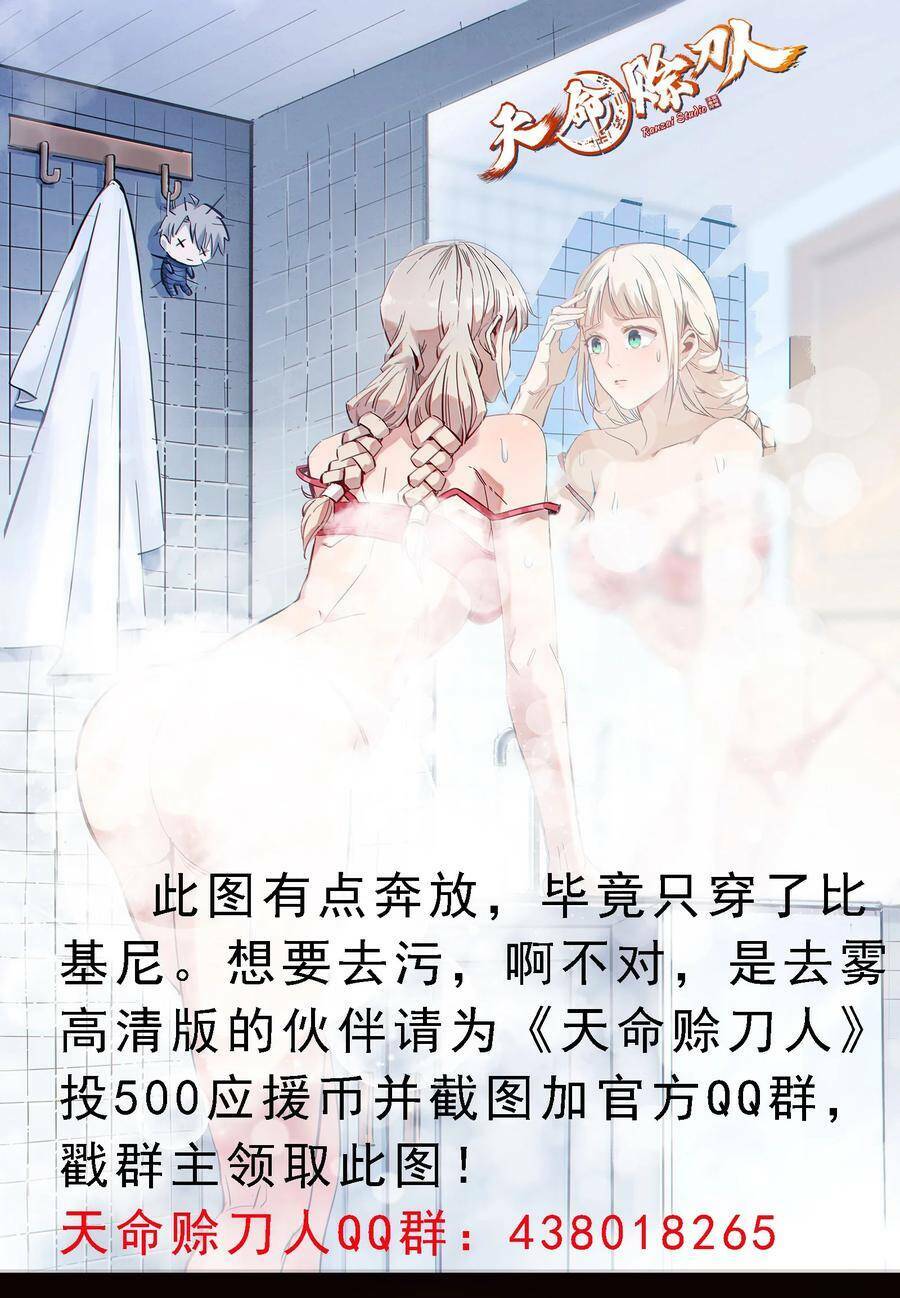 天命赊刀人
Ranzai Studio
此图有点奔放，毕竟只穿了比
基尼。想要去污，啊不对，是去雾
高清版的伙伴请为《天命赊刀人》
投500应援币并截图加官方QQ群，
戳群主领取此图！
天命赊刀人QQ群：438018265